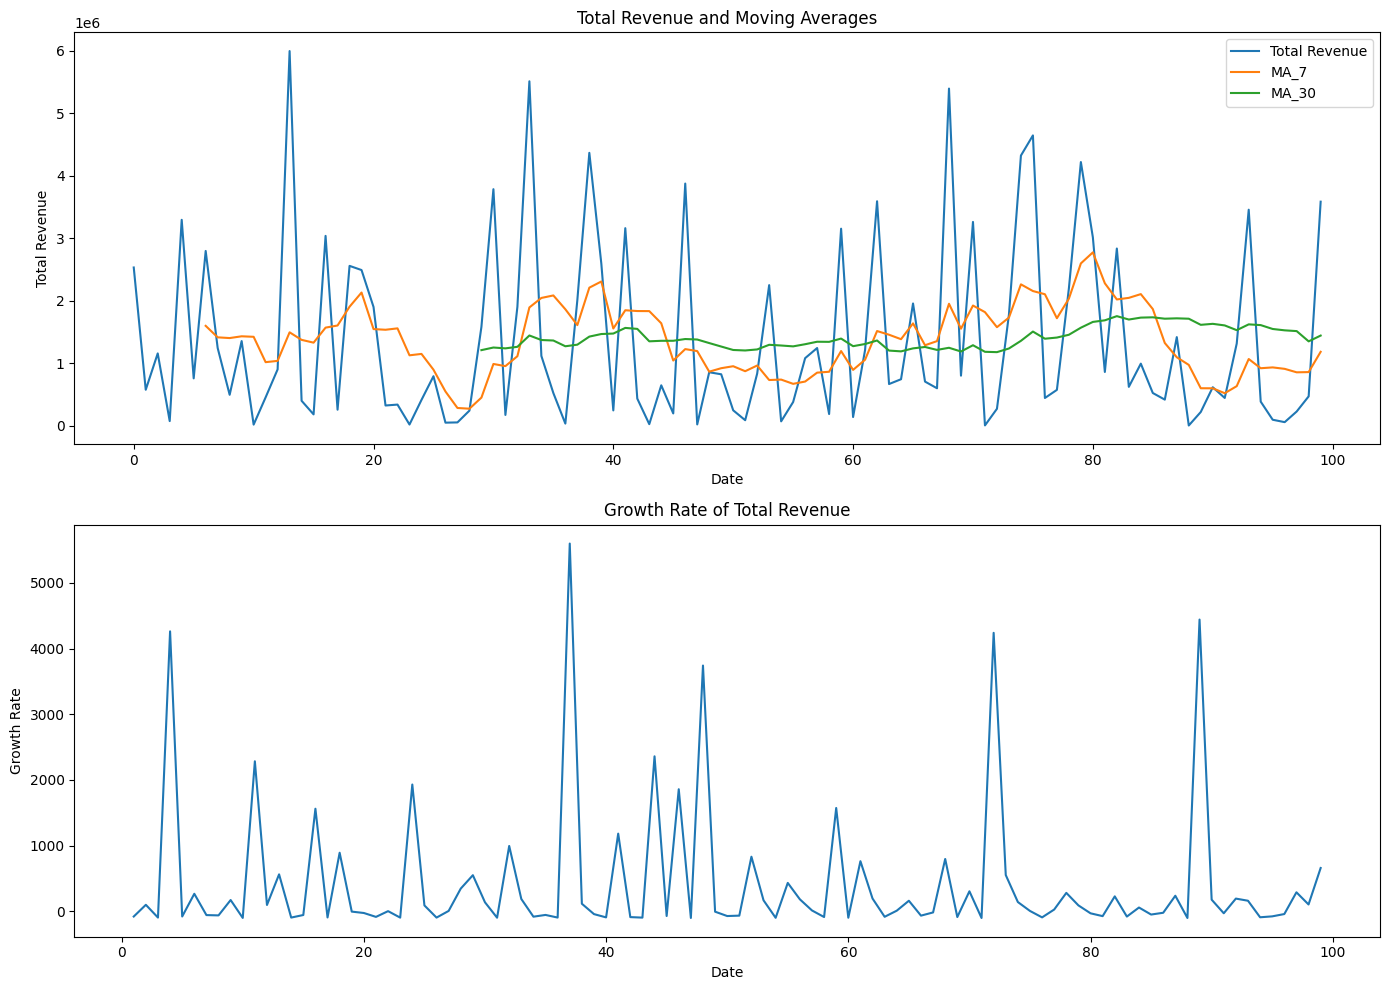 Total Revenue and Moving Averages
1e6
6
5
4
3
2
1
0
Total Revenue
Total Revenue
MA_7
MA_30
0 20 40 60 80 100
Date
Growth Rate of Total Revenue
5000
4000
3000
2000
1000
0
Growth Rate
0 20 40 60 80 100
Date